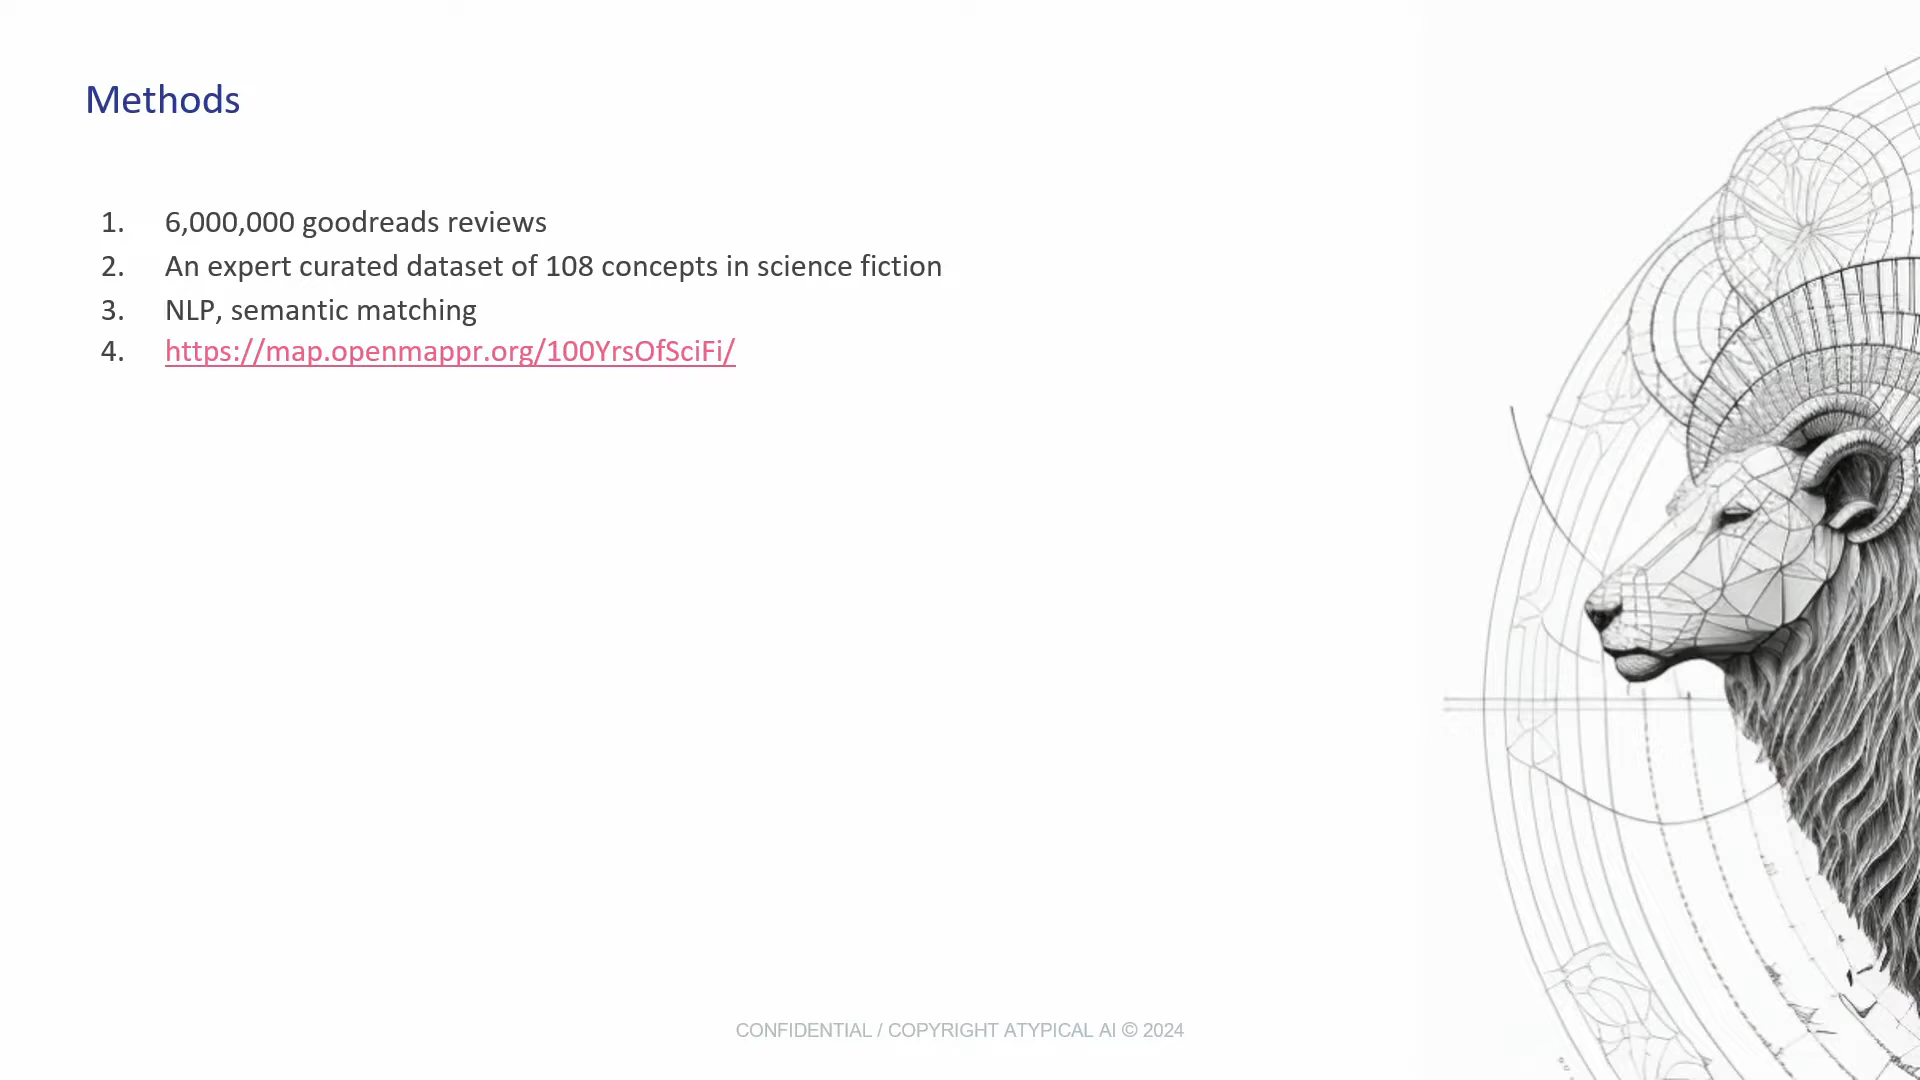 Methods
1. 6,000,000 goodreads reviews
2. An expert curated dataset of 108 concepts in science fiction
3. NLP, semantic matching
4. https://map.openmappr.org/100YrsOfSciFi/
CONFIDENTIAL / COPYRIGHT ATYPICAL AI © 2024